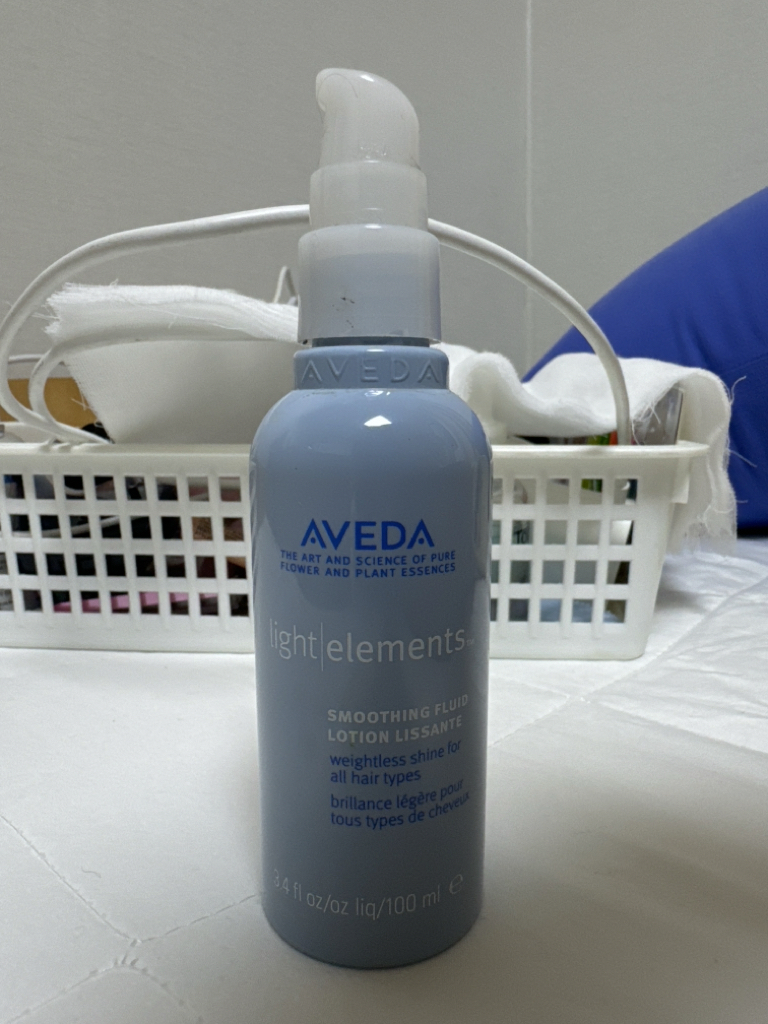 AVEDA
AVEDA
THE ART AND SCIENCE OF PURE
FLOWER AND PLANT ESSENCES
light|elements™
SMOOTHING FLUID
LOTION LISSANTE
weightless shine for
all hair types
brillance légère pour
tous types de cheveux
3.4 fl oz/oz liq/100 ml ℮